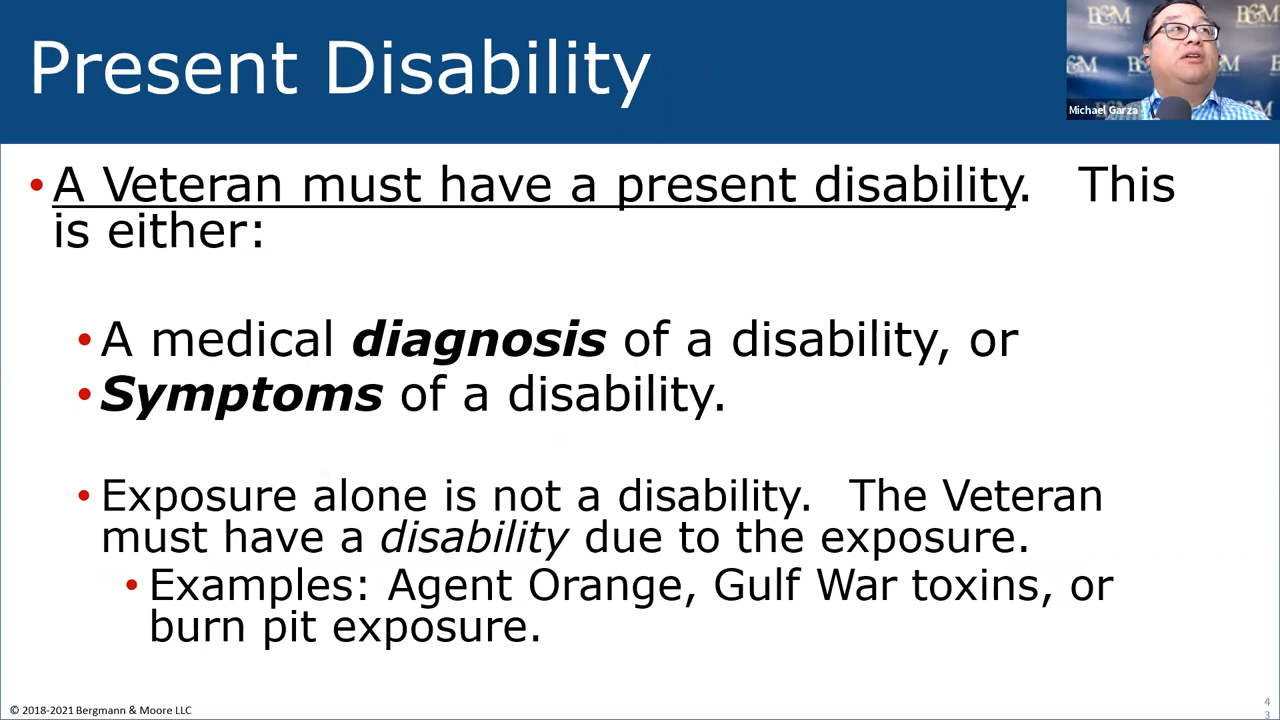 Present Disability
B&M
B&M
B&M
Michael Garza
• A Veteran must have a present disability. This
is either:
• A medical diagnosis of a disability, or
• Symptoms of a disability.
• Exposure alone is not a disability. The Veteran
must have a disability due to the exposure.
• Examples: Agent Orange, Gulf War toxins, or
burn pit exposure.
© 2018-2021 Bergmann & Moore LLC
4
3